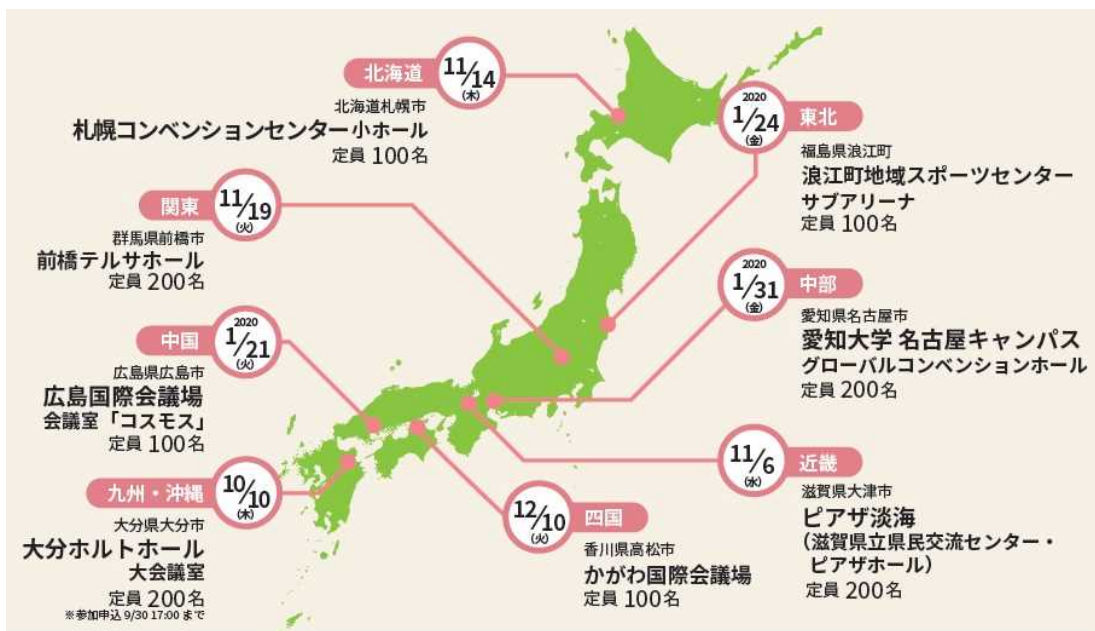 北海道
11/14
(木)
北海道札幌市
札幌コンベンションセンター 小ホール
定員 100名
関東
11/19
(火)
群馬県前橋市
前橋テルサホール
定員 200名
中国
2020
1/21
(火)
広島県広島市
広島国際会議場
会議室「コスモス」
定員 100名
九州・沖縄
10/10
(木)
大分県大分市
大分ホルトホール
大会議室
定員 200名
※参加申込 9/30 17:00 まで
2020
1/24
(金)
東北
福島県浪江町
浪江町地域スポーツセンター
サブアリーナ
定員 100名
2020
1/31
(金)
中部
愛知県名古屋市
愛知大学 名古屋キャンパス
グローバルコンベンションホール
定員 200名
11/6
(水)
近畿
滋賀県大津市
ピアザ淡海
(滋賀県立県民交流センター・
ピアザホール)
定員 200名
12/10
(火)
四国
香川県高松市
かがわ国際会議場
定員 100名